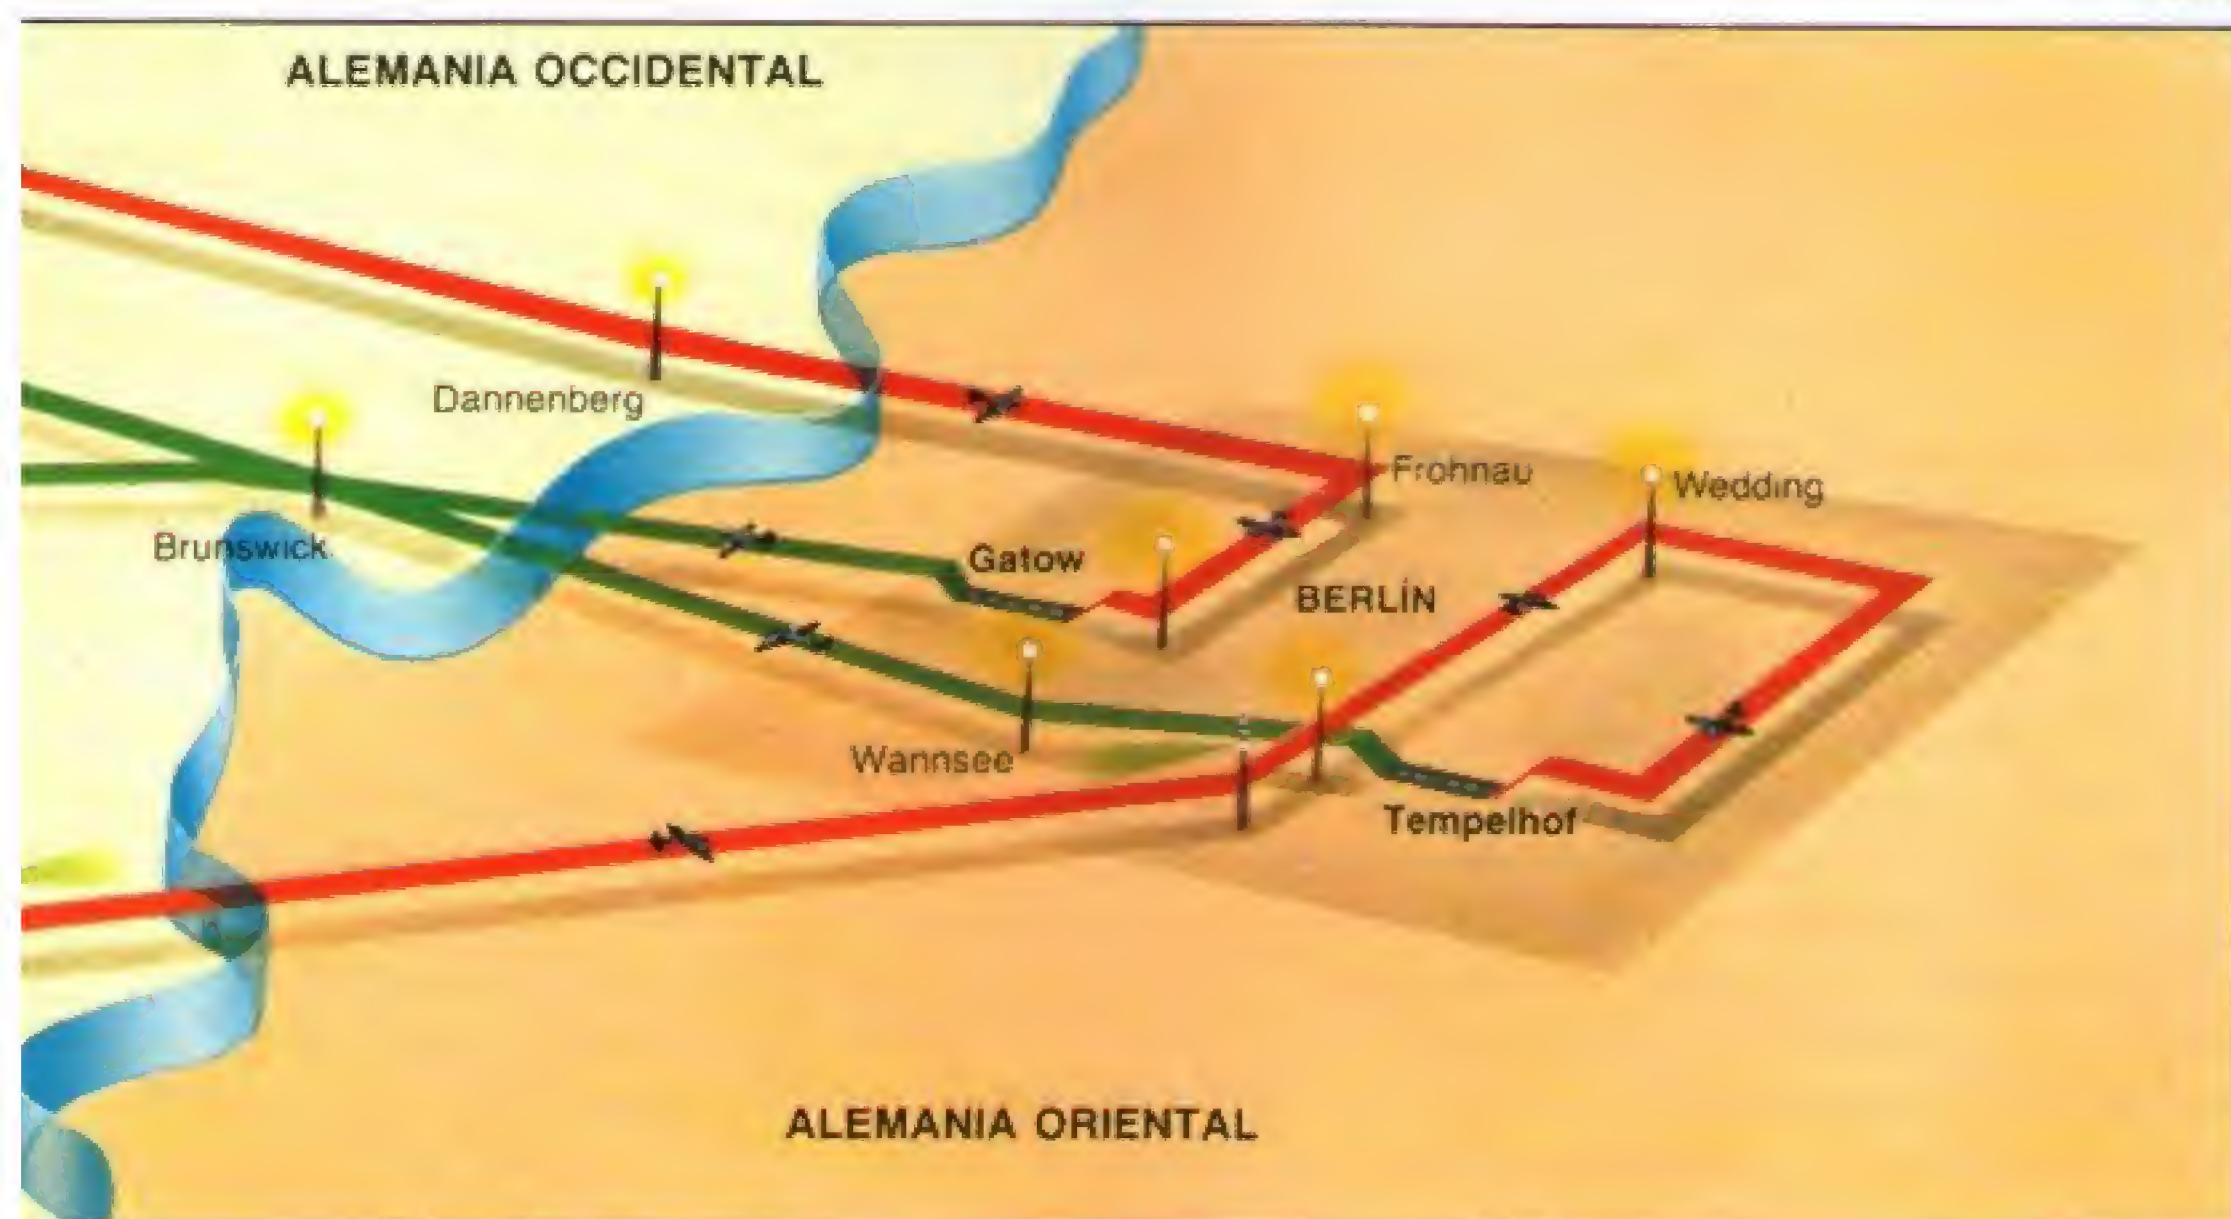 ALEMANIA OCCIDENTAL
Dannenberg
Frohnau
Wedding
Brunswick
Gatow
BERLÍN
Wannsee
Tempelhof
ALEMANIA ORIENTAL